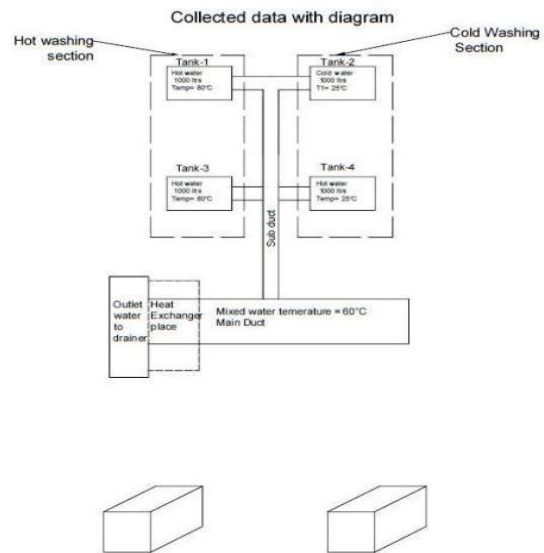 Collected data with diagram
Hot washing
section
Cold Washing
Section
Tank-1
Hot water
1000 ltrs
Temp= 80°C
Tank-2
Cold water
1000 ltrs
T1= 25°C
Tank-3
Hot water
1000 ltrs
Temp= 80°C
Tank-4
Hot water
1000 ltrs
Temp= 25°C
Sub duct
Outlet
water
to
drainer
Heat
Exchanger
place
Mixed water temerature = 60°C
Main Duct